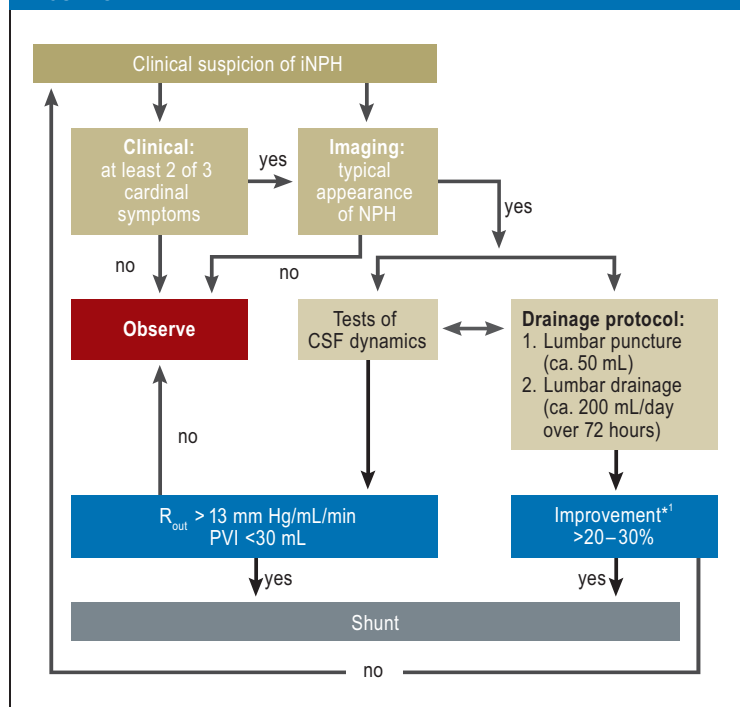 Clinical suspicion of iNPH
Clinical:
at least 2 of 3
cardinal
symptoms
yes
Imaging:
typical
appearance
of NPH
yes
no
no
Observe
Tests of
CSF dynamics
Drainage protocol:
1. Lumbar puncture
(ca. 50 mL)
2. Lumbar drainage
(ca. 200 mL/day
over 72 hours)
no
Rout > 13 mm Hg/mL/min
PVI <30 mL
Improvement*1
>20–30%
yes
yes
Shunt
no